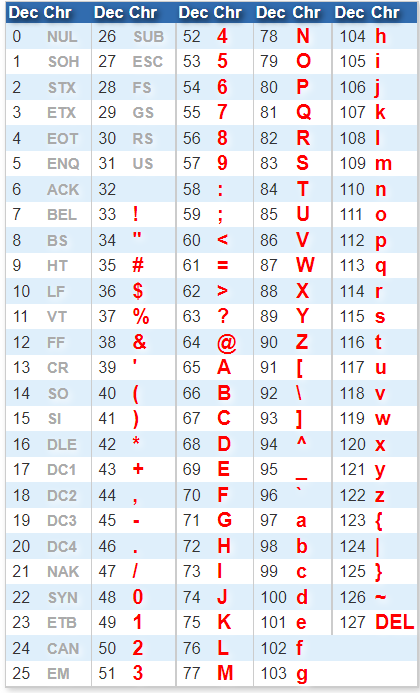 Dec Chr Dec Chr Dec Chr Dec Chr Dec Chr
0 NUL 26 SUB 52 4 78 N 104 h
1 SOH 27 ESC 53 5 79 O 105 i
2 STX 28 FS 54 6 80 P 106 j
3 ETX 29 GS 55 7 81 Q 107 k
4 EOT 30 RS 56 8 82 R 108 l
5 ENQ 31 US 57 9 83 S 109 m
6 ACK 32 58 : 84 T 110 n
7 BEL 33 ! 59 ; 85 U 111 o
8 BS 34 " 60 < 86 V 112 p
9 HT 35 # 61 = 87 W 113 q
10 LF 36 $ 62 > 88 X 114 r
11 VT 37 % 63 ? 89 Y 115 s
12 FF 38 & 64 @ 90 Z 116 t
13 CR 39 ' 65 A 91 [ 117 u
14 SO 40 ( 66 B 92 \ 118 v
15 SI 41 ) 67 C 93 ] 119 w
16 DLE 42 * 68 D 94 ^ 120 x
17 DC1 43 + 69 E 95 _ 121 y
18 DC2 44 , 70 F 96 ` 122 z
19 DC3 45 - 71 G 97 a 123 {
20 DC4 46 . 72 H 98 b 124 |
21 NAK 47 / 73 I 99 c 125 }
22 SYN 48 0 74 J 100 d 126 ~
23 ETB 49 1 75 K 101 e 127 DEL
24 CAN 50 2 76 L 102 f
25 EM 51 3 77 M 103 g